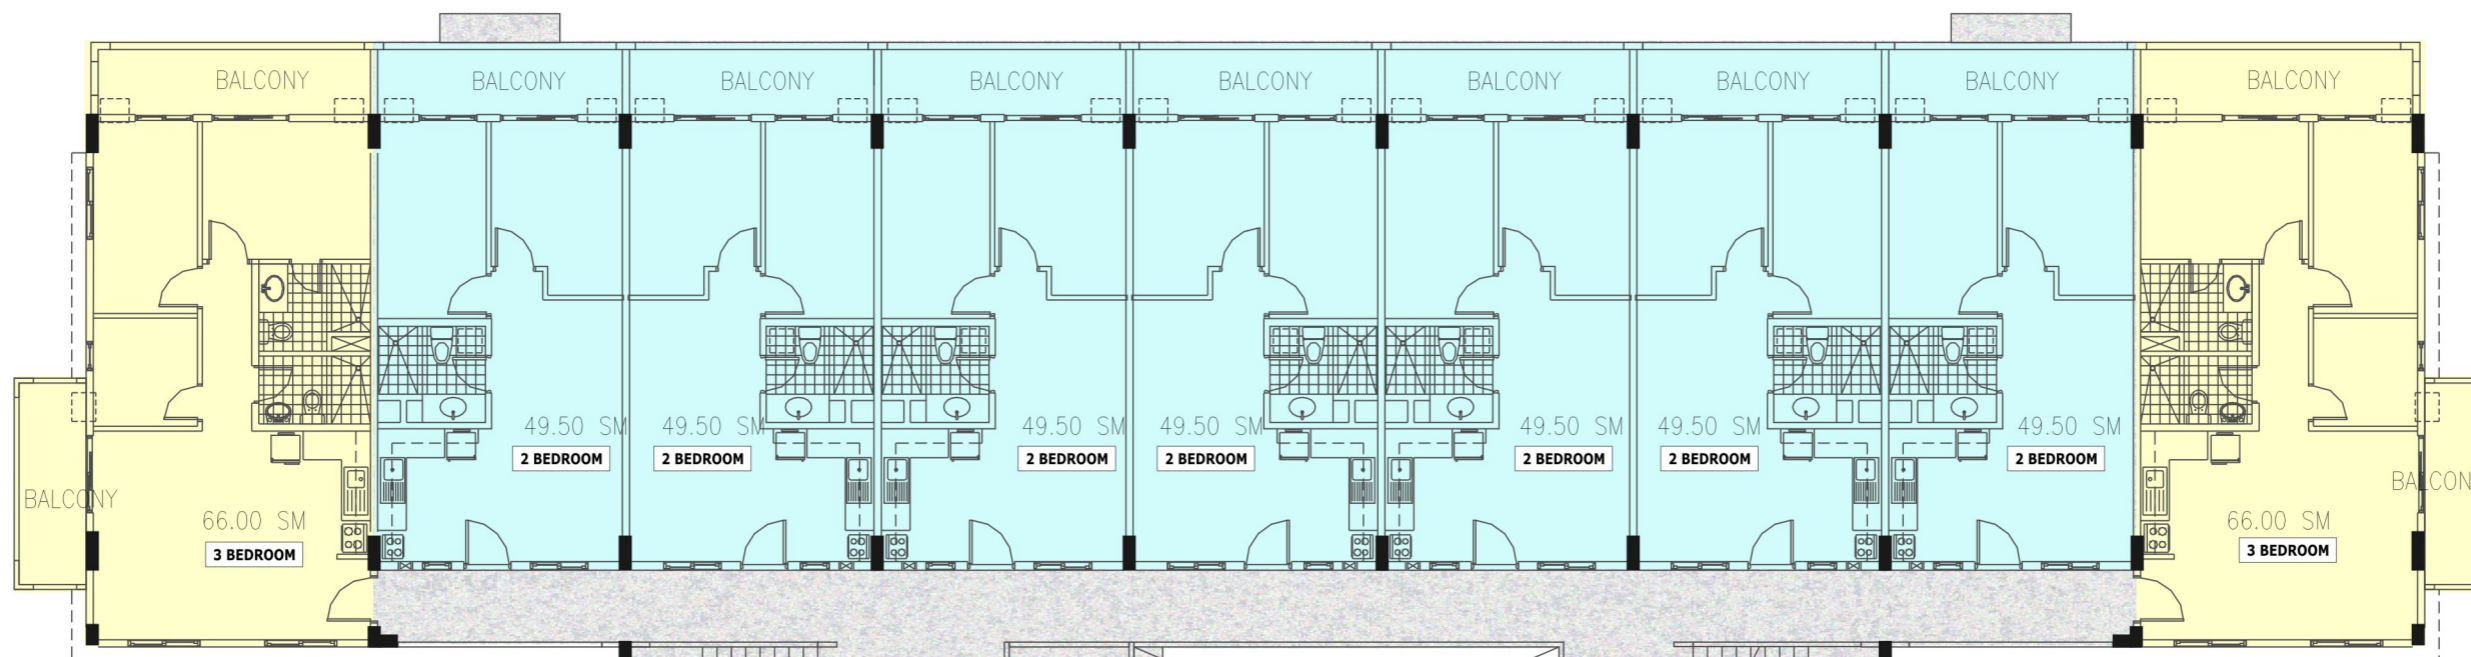 BALCONY BALCONY BALCONY BALCONY BALCONY BALCONY BALCONY BALCONY BALCONY
49.50 SM 49.50 SM 49.50 SM 49.50 SM 49.50 SM 49.50 SM 49.50 SM
2 BEDROOM 2 BEDROOM 2 BEDROOM 2 BEDROOM 2 BEDROOM 2 BEDROOM 2 BEDROOM
BALCONY BALCON
66.00 SM 66.00 SM
3 BEDROOM 3 BEDROOM